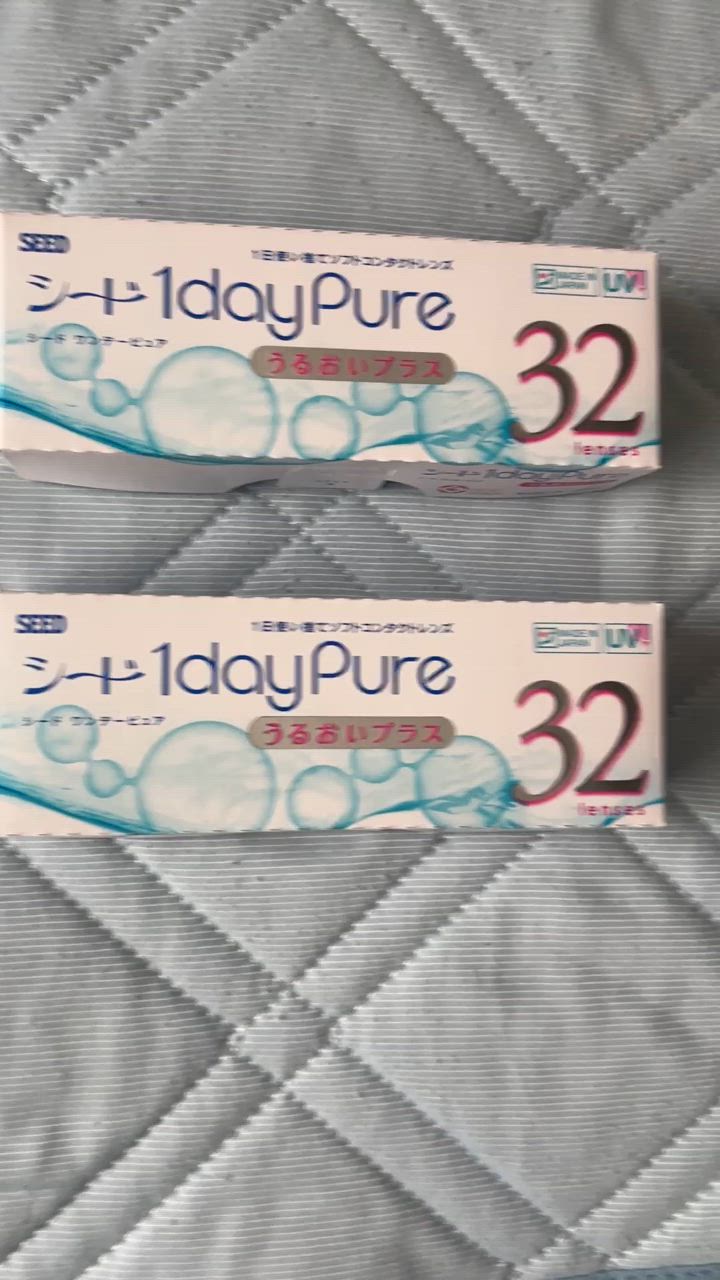 SEED
1日使い捨てソフトコンタクトレンズ
シード 1dayPure
MADE IN JAPAN
UV!
シード ワンデーピュア
うるおいプラス
32
lenses
シード 1dayPure
SEED
1日使い捨てソフトコンタクトレンズ
シード 1dayPure
MADE IN JAPAN
UV!
シード ワンデーピュア
うるおいプラス
32
lenses